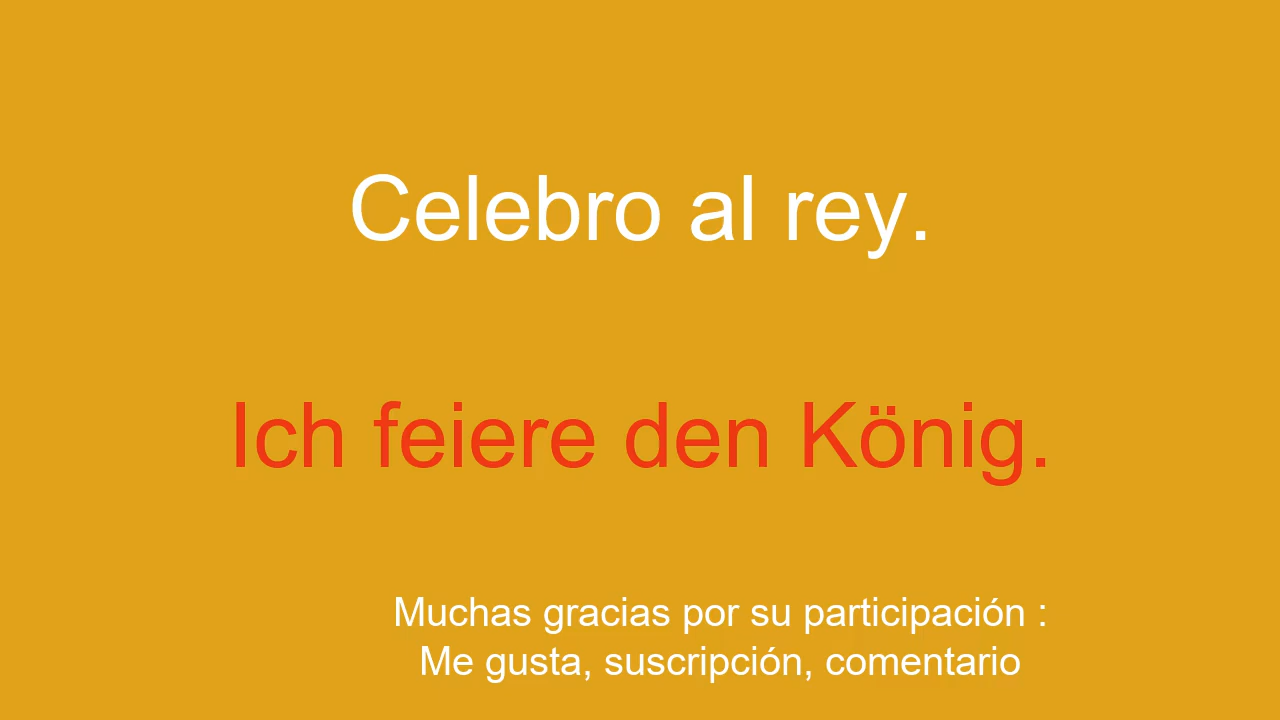 Celebro al rey.
Ich feiere den König.
Muchas gracias por su participación :
Me gusta, suscripción, comentario